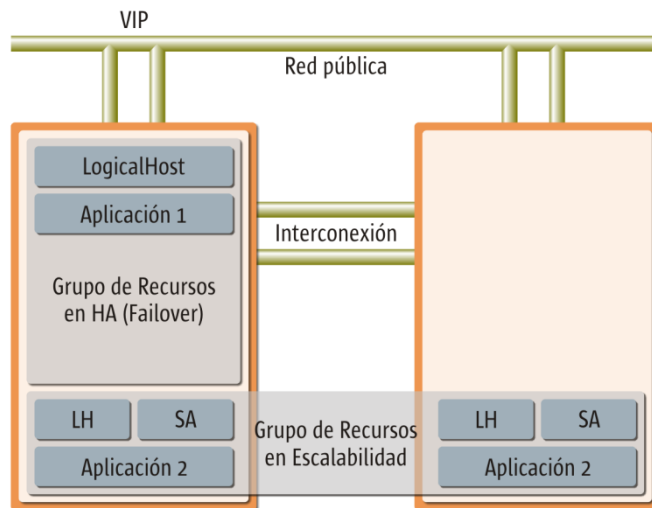 VIP
Red pública
LogicalHost
Aplicación 1
Interconexión
Grupo de Recursos
en HA (Failover)
LH
SA
Aplicación 2
Grupo de Recursos
en Escalabilidad
LH
SA
Aplicación 2